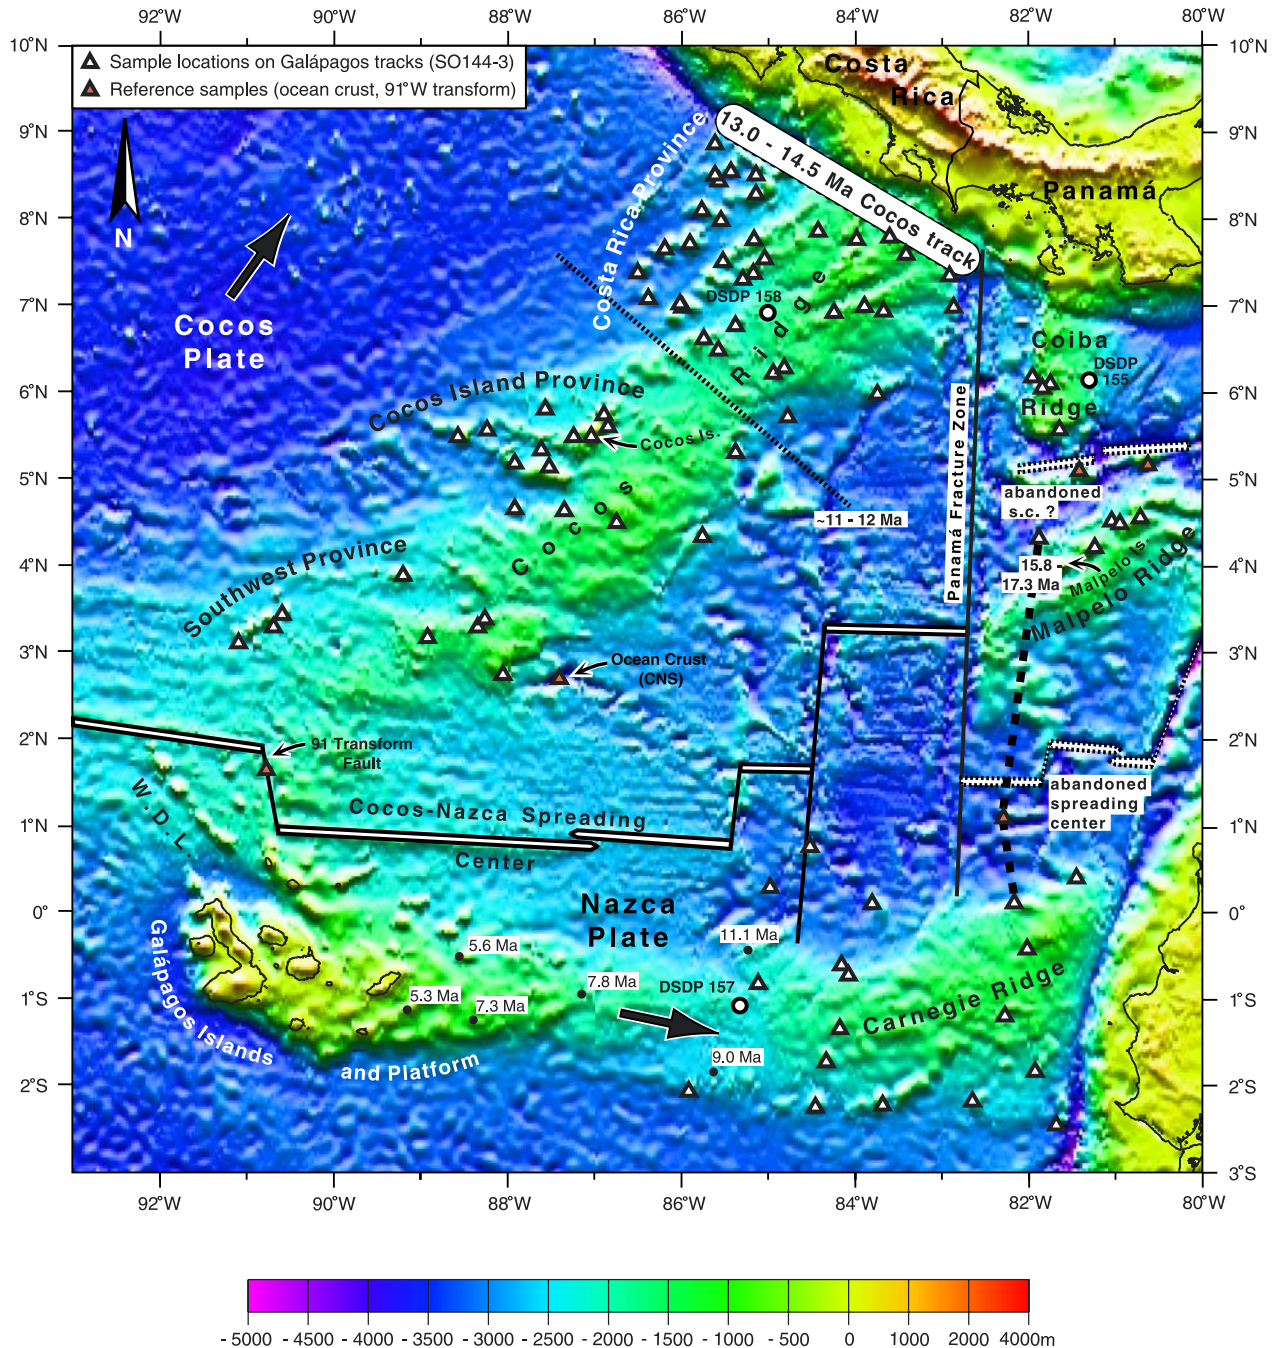 92°W 90°W 88°W 86°W 84°W 82°W 80°W
10°N 10°N
Sample locations on Galápagos tracks (SO144-3)
Reference samples (ocean crust, 91°W transform)
Costa
Rica
9°N 9°N
13.0 - 14.5 Ma Cocos track
Costa Rica Province
Panamá
8°N 8°N
N
Cocos
Plate
7°N 7°N
DSDP 158
Cocos Ridge
Coiba
Ridge
DSDP
155
6°N 6°N
Cocos Island Province
Cocos Is.
Panamá Fracture Zone
5°N 5°N
abandoned
s.c. ?
~11 - 12 Ma
4°N 4°N
Southwest Province
15.8 -
17.3 Ma
Malpelo Is.
Malpelo Ridge
3°N 3°N
Ocean Crust
(CNS)
2°N 2°N
91 Transform
Fault
W. D. L.
Cocos-Nazca Spreading
Center
abandoned
spreading
center
1°N 1°N
0° 0°
Nazca
Plate
5.6 Ma
11.1 Ma
7.8 Ma
DSDP 157
5.3 Ma
7.3 Ma
1°S 1°S
Carnegie Ridge
Galápagos Islands
and Platform
9.0 Ma
2°S 2°S
3°S
92°W 90°W 88°W 86°W 84°W 82°W 80°W
- 5000 - 4000 - 3500 - 3000 - 2500 - 2000 - 1500 - 1000 - 500 0 1000 2000 4000m